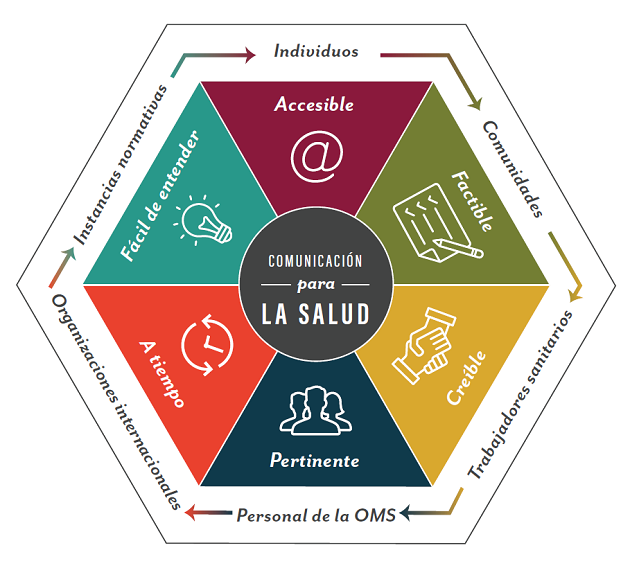 Individuos
Accesible
@
Comunidades
Factible
Trabajadores sanitarios
Creíble
Personal de la OMS
Pertinente
Organizaciones internacionales
A tiempo
Instancias normativas
Fácil de entender
COMUNICACIÓN
para
LA SALUD